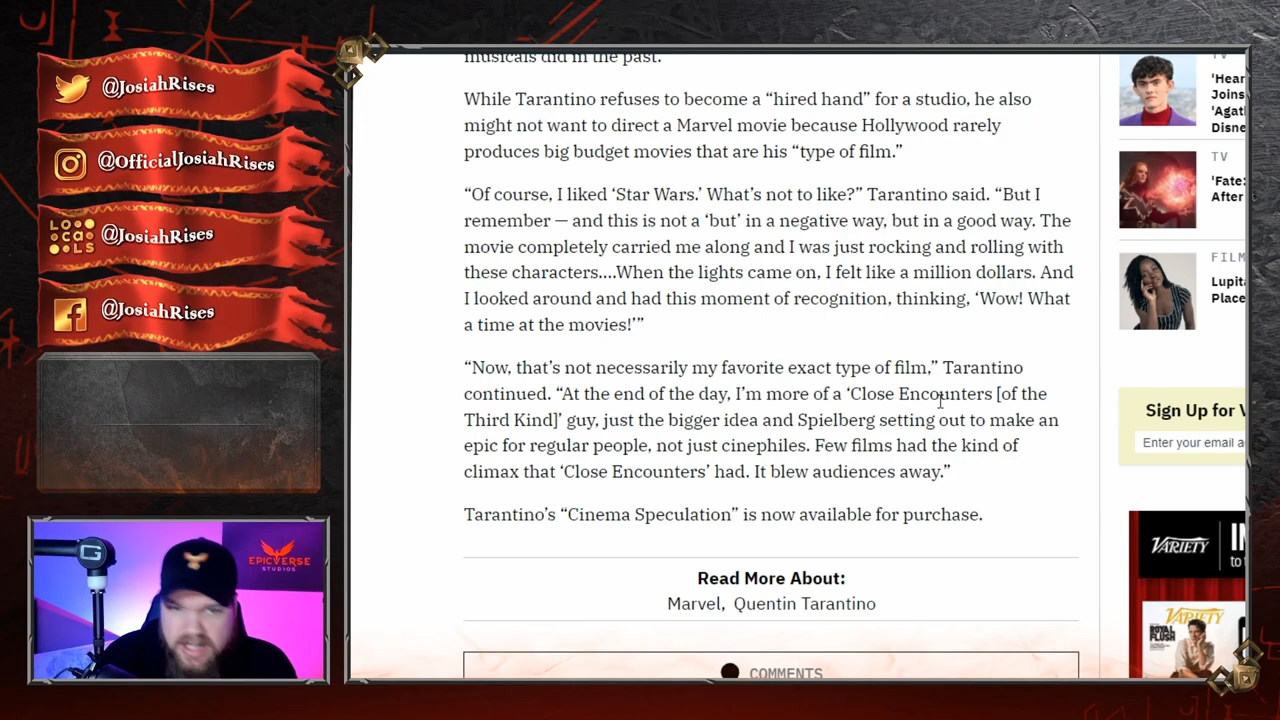 @JosiahRises
@OfficialJosiahRises
LO
CA
LS
@JosiahRises
@JosiahRises
EPICVERSE
STUDIOS
musicals did in the past.
While Tarantino refuses to become a “hired hand” for a studio, he also
might not want to direct a Marvel movie because Hollywood rarely
produces big budget movies that are his “type of film.”
“Of course, I liked ‘Star Wars.’ What’s not to like?” Tarantino said. “But I
remember — and this is not a ‘but’ in a negative way, but in a good way. The
movie completely carried me along and I was just rocking and rolling with
these characters….When the lights came on, I felt like a million dollars. And
I looked around and had this moment of recognition, thinking, ‘Wow! What
a time at the movies!’”
“Now, that’s not necessarily my favorite exact type of film,” Tarantino
continued. “At the end of the day, I’m more of a ‘Close Encounters [of the
Third Kind]’ guy, just the bigger idea and Spielberg setting out to make an
epic for regular people, not just cinephiles. Few films had the kind of
climax that ‘Close Encounters’ had. It blew audiences away.”
Tarantino’s “Cinema Speculation” is now available for purchase.
Read More About:
Marvel, Quentin Tarantino
COMMENTS
TV
'Hear
Joins
'Agat
Disne
TV
'Fate:
After
FILM
Lupit
Place
Sign Up for V
Enter your email a
VARIETY
to t
VARIETY
ROYAL
FLUSH